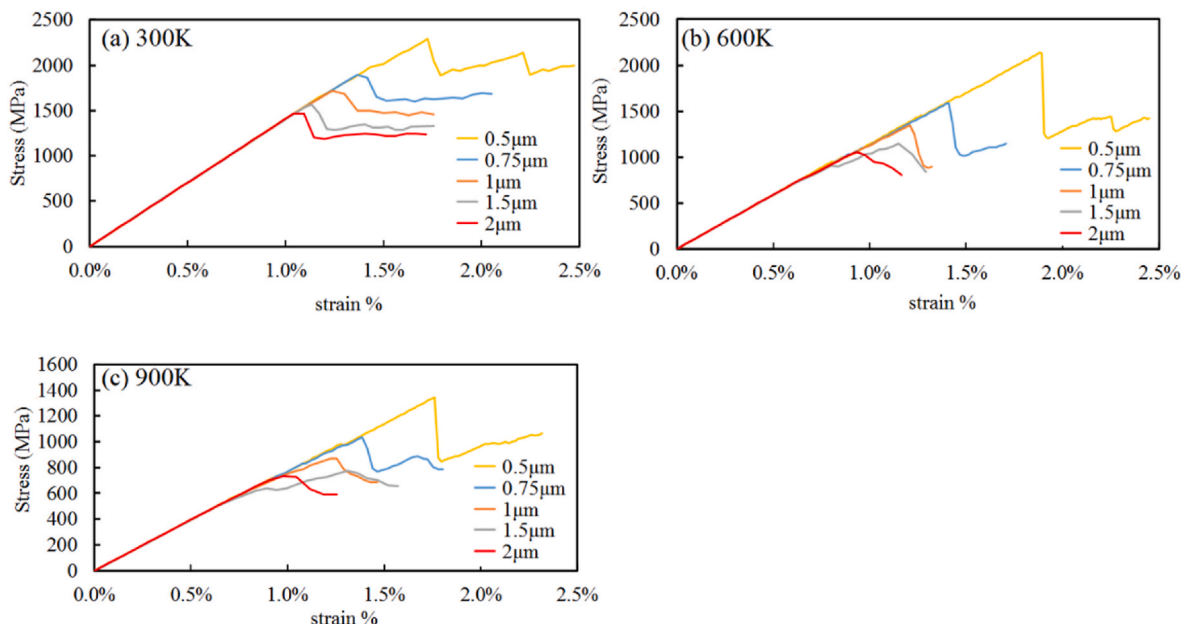 (a) 300K
Stress (MPa)
2500
2000
1500
1000
500
0
0.0% 0.5% 1.0% 1.5% 2.0% 2.5%
strain %
0.5μm
0.75μm
1μm
1.5μm
2μm
(b) 600K
Stress (MPa)
2500
2000
1500
1000
500
0
0.0% 0.5% 1.0% 1.5% 2.0% 2.5%
strain %
0.5μm
0.75μm
1μm
1.5μm
2μm
(c) 900K
Stress (MPa)
1600
1400
1200
1000
800
600
400
200
0
0.0% 0.5% 1.0% 1.5% 2.0% 2.5%
strain %
0.5μm
0.75μm
1μm
1.5μm
2μm